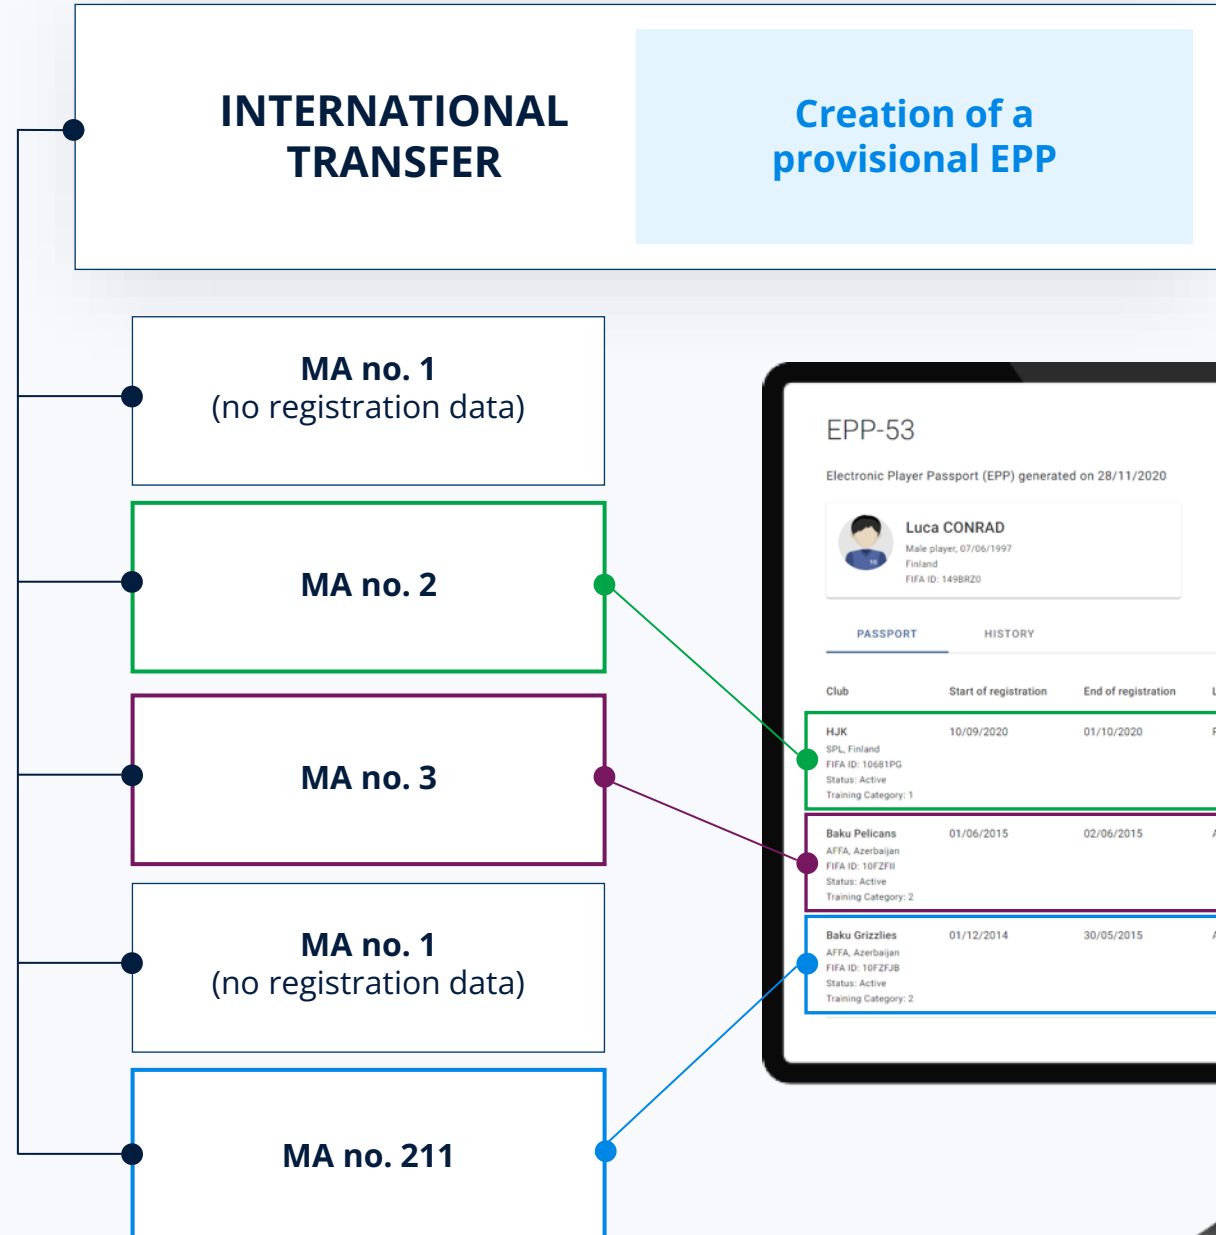 INTERNATIONAL
TRANSFER
Creation of a
provisional EPP
MA no. 1
(no registration data)
MA no. 2
MA no. 3
MA no. 1
(no registration data)
MA no. 211
EPP-53
Electronic Player Passport (EPP) generated on 28/11/2020
Luca CONRAD
Male player, 07/06/1997
Finland
FIFA ID: 149BRZ0
PASSPORT HISTORY
Club Start of registration End of registration
HJK 10/09/2020 01/10/2020
SPL, Finland
FIFA ID: 10681PG
Status: Active
Training Category: 1
Baku Pelicans 01/06/2015 02/06/2015
AFFA, Azerbaijan
FIFA ID: 10FZFII
Status: Active
Training Category: 2
Baku Grizzlies 01/12/2014 30/05/2015
AFFA, Azerbaijan
FIFA ID: 10FZFJB
Status: Active
Training Category: 2